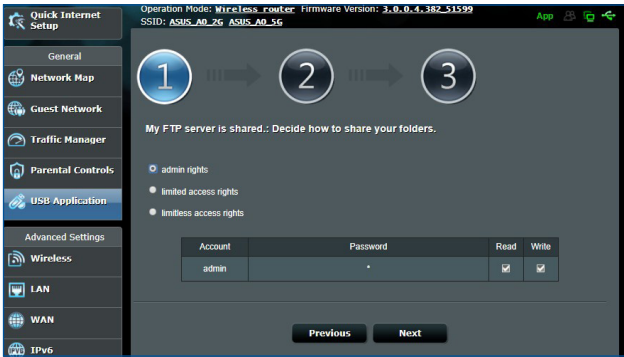 Quick Internet
Setup
Operation Mode: Wireless router Firmware Version: 3.0.0.4.382_51599
SSID: ASUS_A0_2G ASUS_A0_5G
App
General
Network Map
Guest Network
Traffic Manager
Parental Controls
USB Application
Advanced Settings
Wireless
LAN
WAN
IPv6
1 2 3
My FTP server is shared.: Decide how to share your folders.
admin rights
limited access rights
limitless access rights
Account Password Read Write
admin *
Previous Next